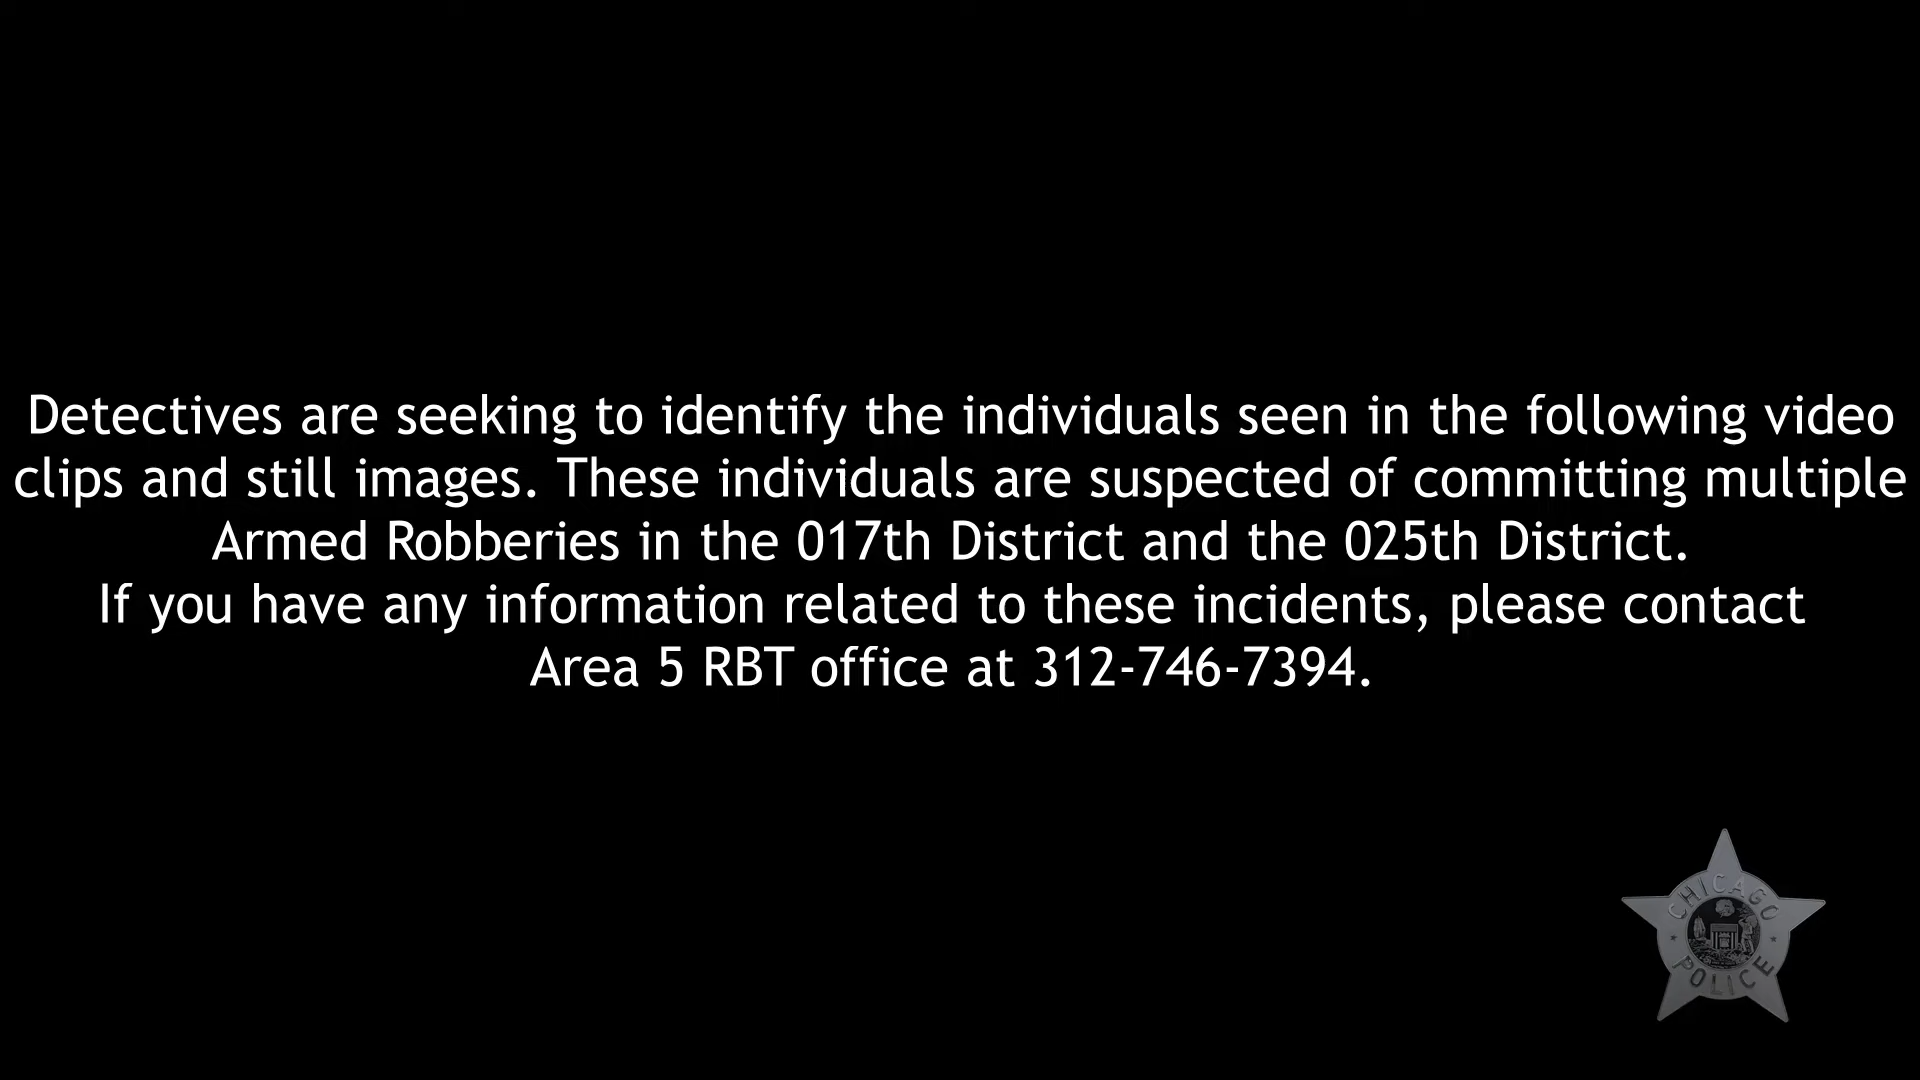 Detectives are seeking to identify the individuals seen in the following video
clips and still images. These individuals are suspected of committing multiple
Armed Robberies in the 017th District and the 025th District.
If you have any information related to these incidents, please contact
Area 5 RBT office at 312-746-7394.
CHICAGO
POLICE